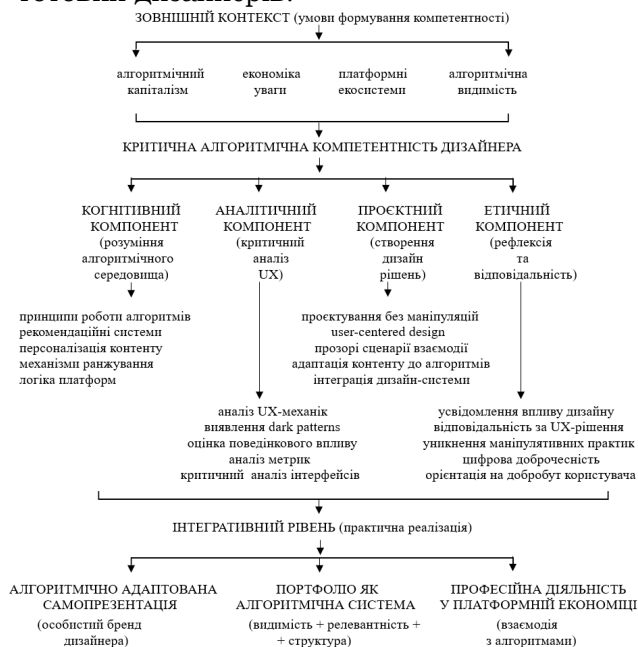 готовий дизайнерів.
ЗОВНІШНІЙ КОНТЕКСТ (умови формування компетентності)
алгоритмічний
капіталізм
економіка
уваги
платформні
екосистеми
алгоритмічна
видимість
КРИТИЧНА АЛГОРИТМІЧНА КОМПЕТЕНТНІСТЬ ДИЗАЙНЕРА
КОГНІТИВНИЙ
КОМПОНЕНТ
(розуміння
алгоритмічного
середовища)
АНАЛІТИЧНИЙ
КОМПОНЕНТ
(критичний
аналіз
UX)
ПРОЄКТНИЙ
КОМПОНЕНТ
(створення
дизайн
рішень)
ЕТИЧНИЙ
КОМПОНЕНТ
(рефлексія
та
відповідальність)
принципи роботи алгоритмів
рекомендаційні системи
персоналізація контенту
механізми ранжування
логіка платформ
проєктування без маніпуляцій
user-centered design
прозорі сценарії взаємодії
адаптація контенту до алгоритмів
інтеграція дизайн-системи
аналіз UX-механік
виявлення dark patterns
оцінка поведінкового впливу
аналіз метрик
критичний аналіз інтерфейсів
усвідомлення впливу дизайну
відповідальність за UX-рішення
уникнення маніпулятивних практик
цифрова доброчесність
орієнтація на добробут користувача
ІНТЕГРАТИВНИЙ РІВЕНЬ (практична реалізація)
АЛГОРИТМІЧНО АДАПТОВАНА
САМОПРЕЗЕНТАЦІЯ
(особистий бренд
дизайнера)
ПОРТФОЛІО ЯК
АЛГОРИТМІЧНА СИСТЕМА
(видимість + релевантність +
+ структура)
ПРОФЕСІЙНА ДІЯЛЬНІСТЬ
У ПЛАТФОРМНІЙ ЕКОНОМІЦІ
(взаємодія
з алгоритмами)